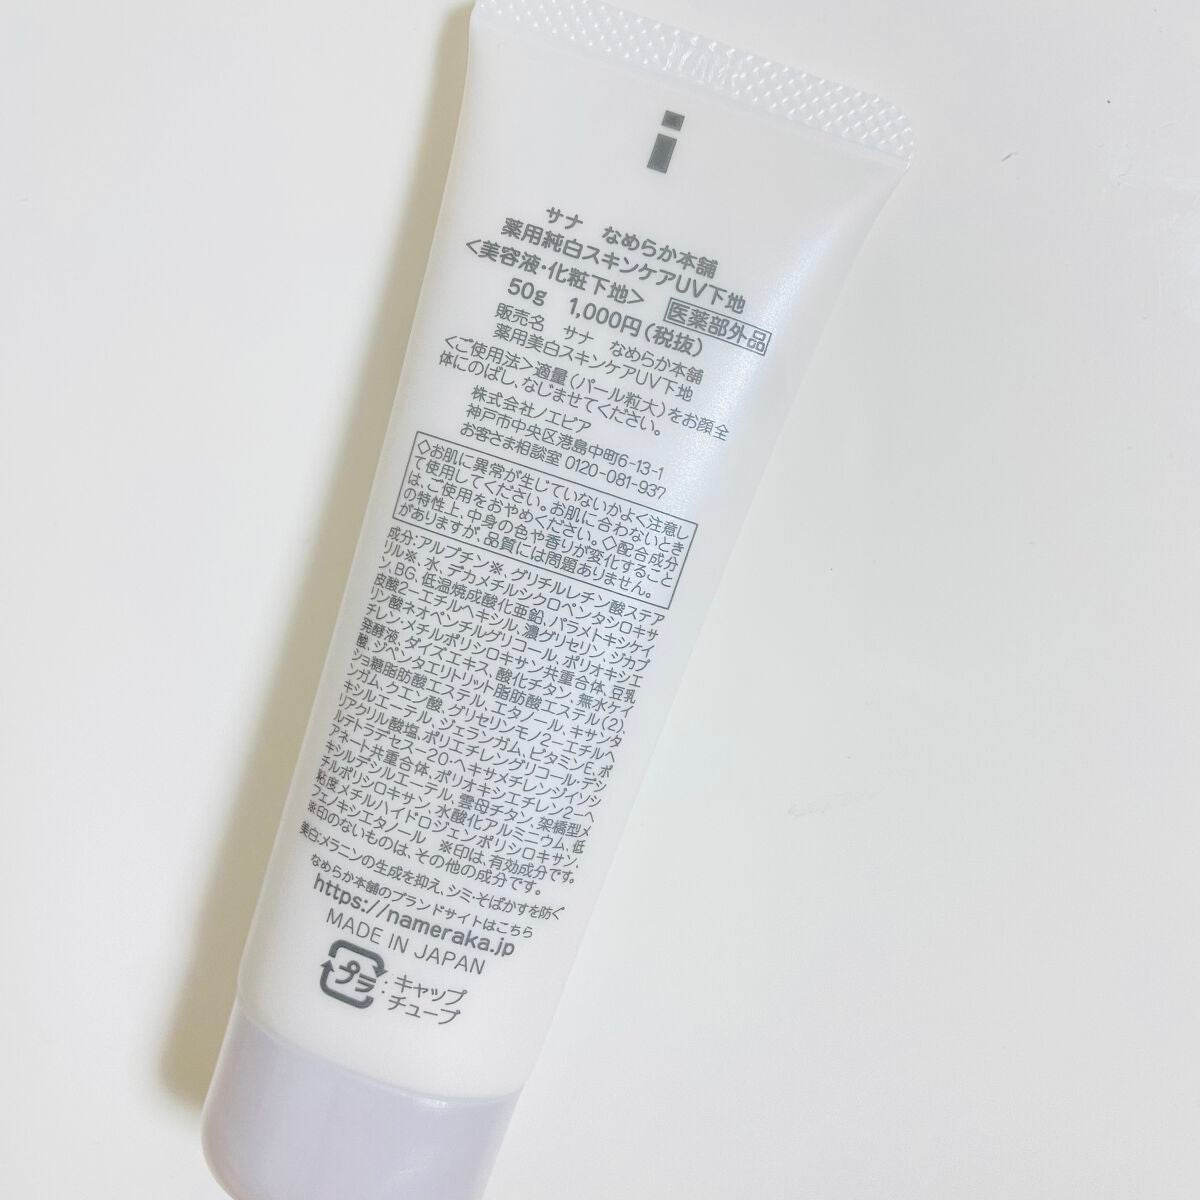 サナ なめらか本舗
薬用純白スキンケアUV下地
<美容液・化粧下地> 医薬部外品
50g 1,000円(税抜)
販売名 サナ なめらか本舗
薬用美白スキンケアUV下地
<ご使用法>適量(パール粒大)をお顔全
体にのばし、なじませてください。
株式会社ノエビア
神戸市中央区港島中町6-13-1
お客さま相談室 0120-081-937
◇お肌に異常が生じていないかよく注意し
て使用してください。お肌に合わないとき
は、ご使用をおやめください。◇配合成分
の特性上、中身の色や香りが変化すること
がありますが、品質には問題ありません。
成分:アルブチン※、グリチルレチン酸ステア
リル※、水、デカメチルシクロペンタシロキサ
ン、BG、低温焼成酸化亜鉛、パラメトキシケイ
皮酸2-エチルヘキシル、濃グリセリン、ジカプ
リン酸ネオペンチルグリコール、ポリオキシエ
チレン・メチルポリシロキサン共重合体、豆乳
発酵液、ダイズエキス、酸化チタン、無水ケイ
酸、ジペンタエリトリット脂肪酸エステル(2)、
ショ糖脂肪酸エステル、エタノール、キサンタ
ンガム、クエン酸、グリセリンモノ2-エチルヘ
キシルエーテル、ジェランガム、ビタミンE、ポ
リアクリル酸塩、ポリエチレングリコール・デシ
ルテトラデセス-20・ヘキサメチレンジイソシ
アネート共重合体、ポリオキシエチレン2-ヘ
キシルデシルエーテル、雲母チタン、架橋型メ
チルポリシロキサン、水酸化アルミニウム、低
粘度メチルハイドロジェンポリシロキサン、
フェノキシエタノール ※印は、有効成分です。
※印のないものは、その他の成分です。
美白:メラニンの生成を抑え、シミ・そばかすを防ぐ
なめらか本舗のブランドサイトはこちら
https://nameraka.jp
MADE IN JAPAN
プラ :キャップ
チューブ